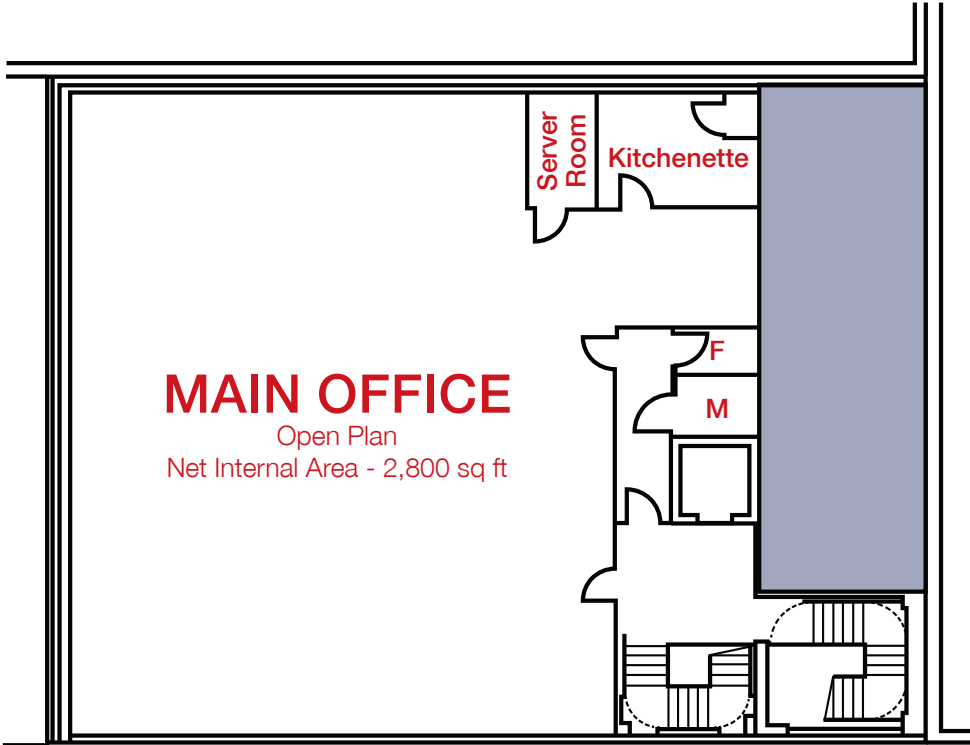 Server
Room
Kitchenette
F
M
MAIN OFFICE
Open Plan
Net Internal Area - 2,800 sq ft